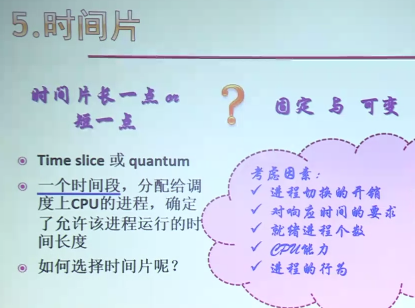 5.时间片
时间片长一点 or
短一点
?
固定 与 可变
Time slice 或 quantum
一个时间段，分配给调
度上CPU的进程，确定
了允许该进程运行的时
间长度
如何选择时间片呢？
考虑因素：
✓ 进程切换的开销
✓ 对响应时间的要求
✓ 就绪进程个数
✓ CPU能力
✓ 进程的行为